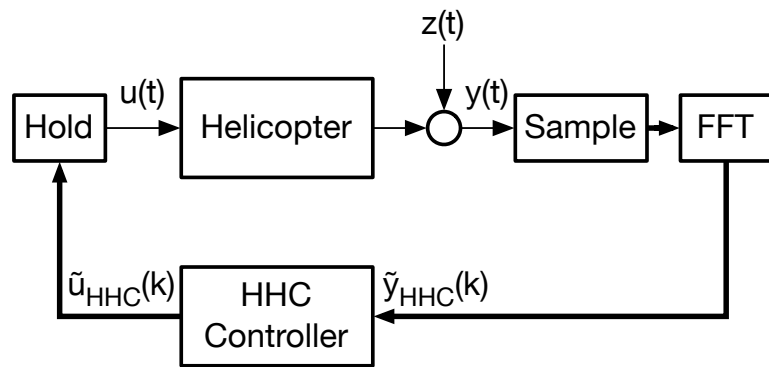 z(t)
u(t)
y(t)
Hold
Helicopter
Sample
FFT
ũHHC(k)
HHC
Controller
ỹHHC(k)